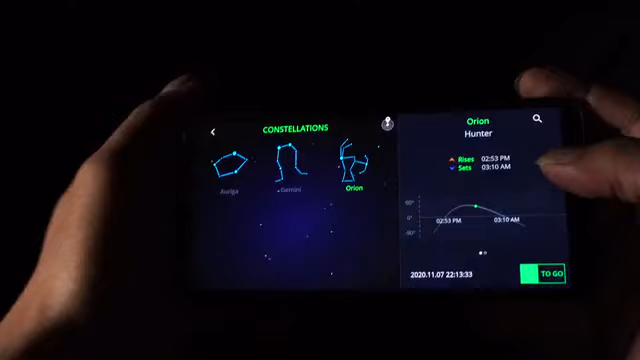 CONSTELLATIONS
Auriga
Gemini
Orion
Orion
Hunter
Rises 02:53 PM
Sets 03:10 AM
90°
0°
-90°
02:53 PM
03:10 AM
2020.11.07 22:13:33
TO GO